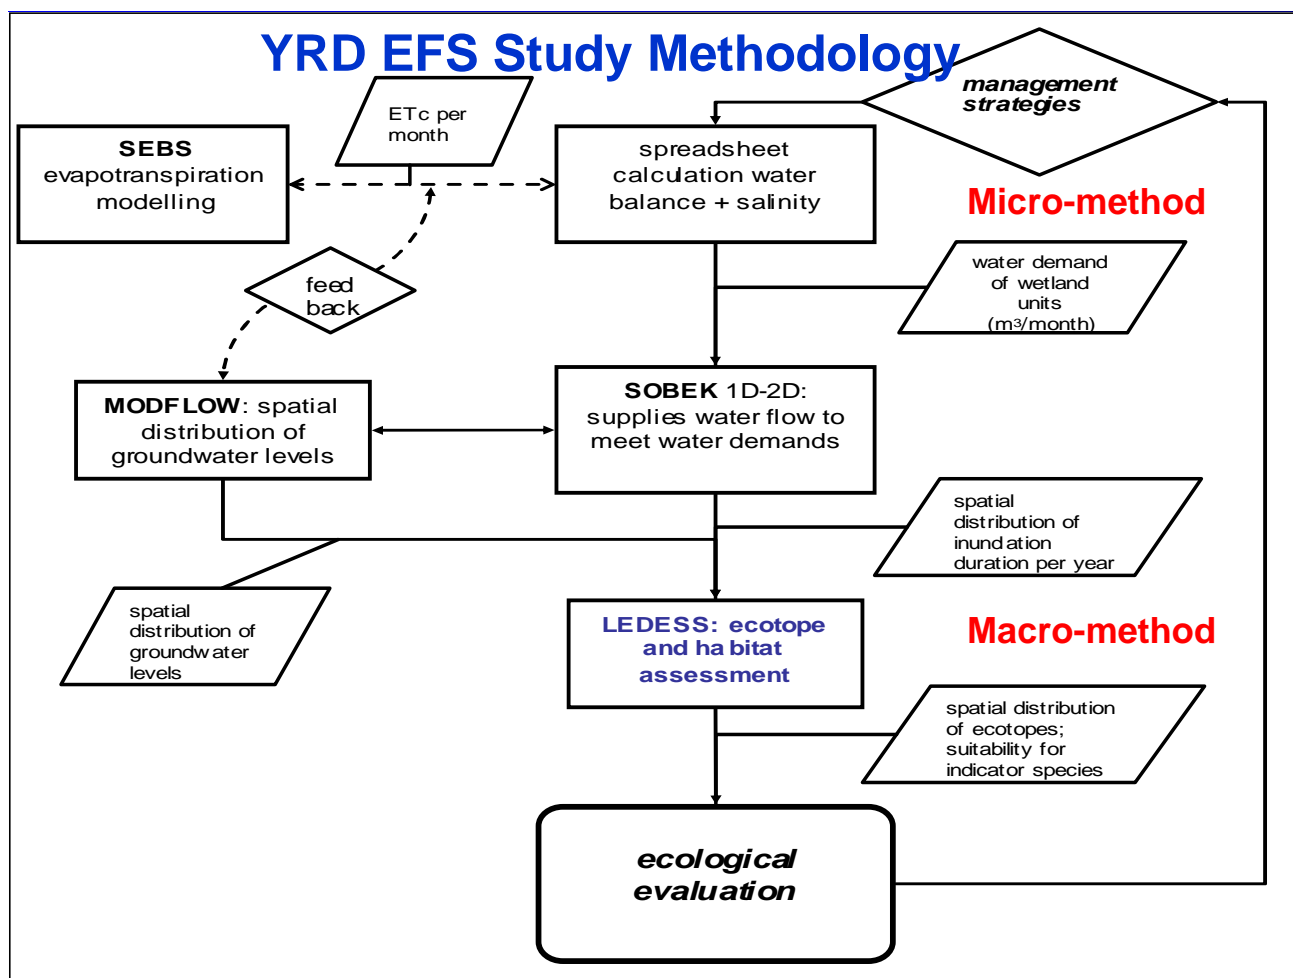 YRD EFS Study Methodology
management
strategies
ETc per
month
SEBS
evapotranspiration
modelling
spreadsheet
calculation water
balance + salinity
Micro-method
feed
back
water demand
of wetland
units
(m³/month)
MODFLOW: spatial
distribution of
groundwater levels
SOBEK 1D-2D:
supplies water flow to
meet water demands
spatial
distribution of
inundation
duration per year
spatial
distribution of
groundwater
levels
LEDESS: ecotope
and habitat
assessment
Macro-method
spatial distribution
of ecotopes;
suitability for
indicator species
ecological
evaluation